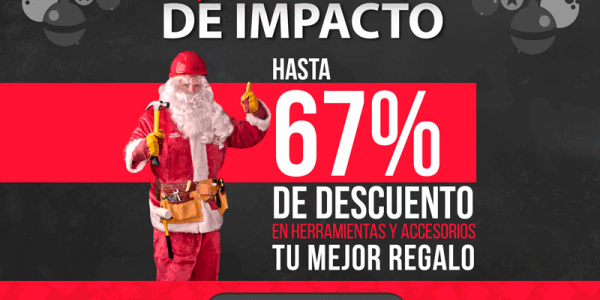 DE IMPACTO
HASTA
67%
DE DESCUENTO
EN HERRAMIENTAS Y ACCESORIOS
TU MEJOR REGALO